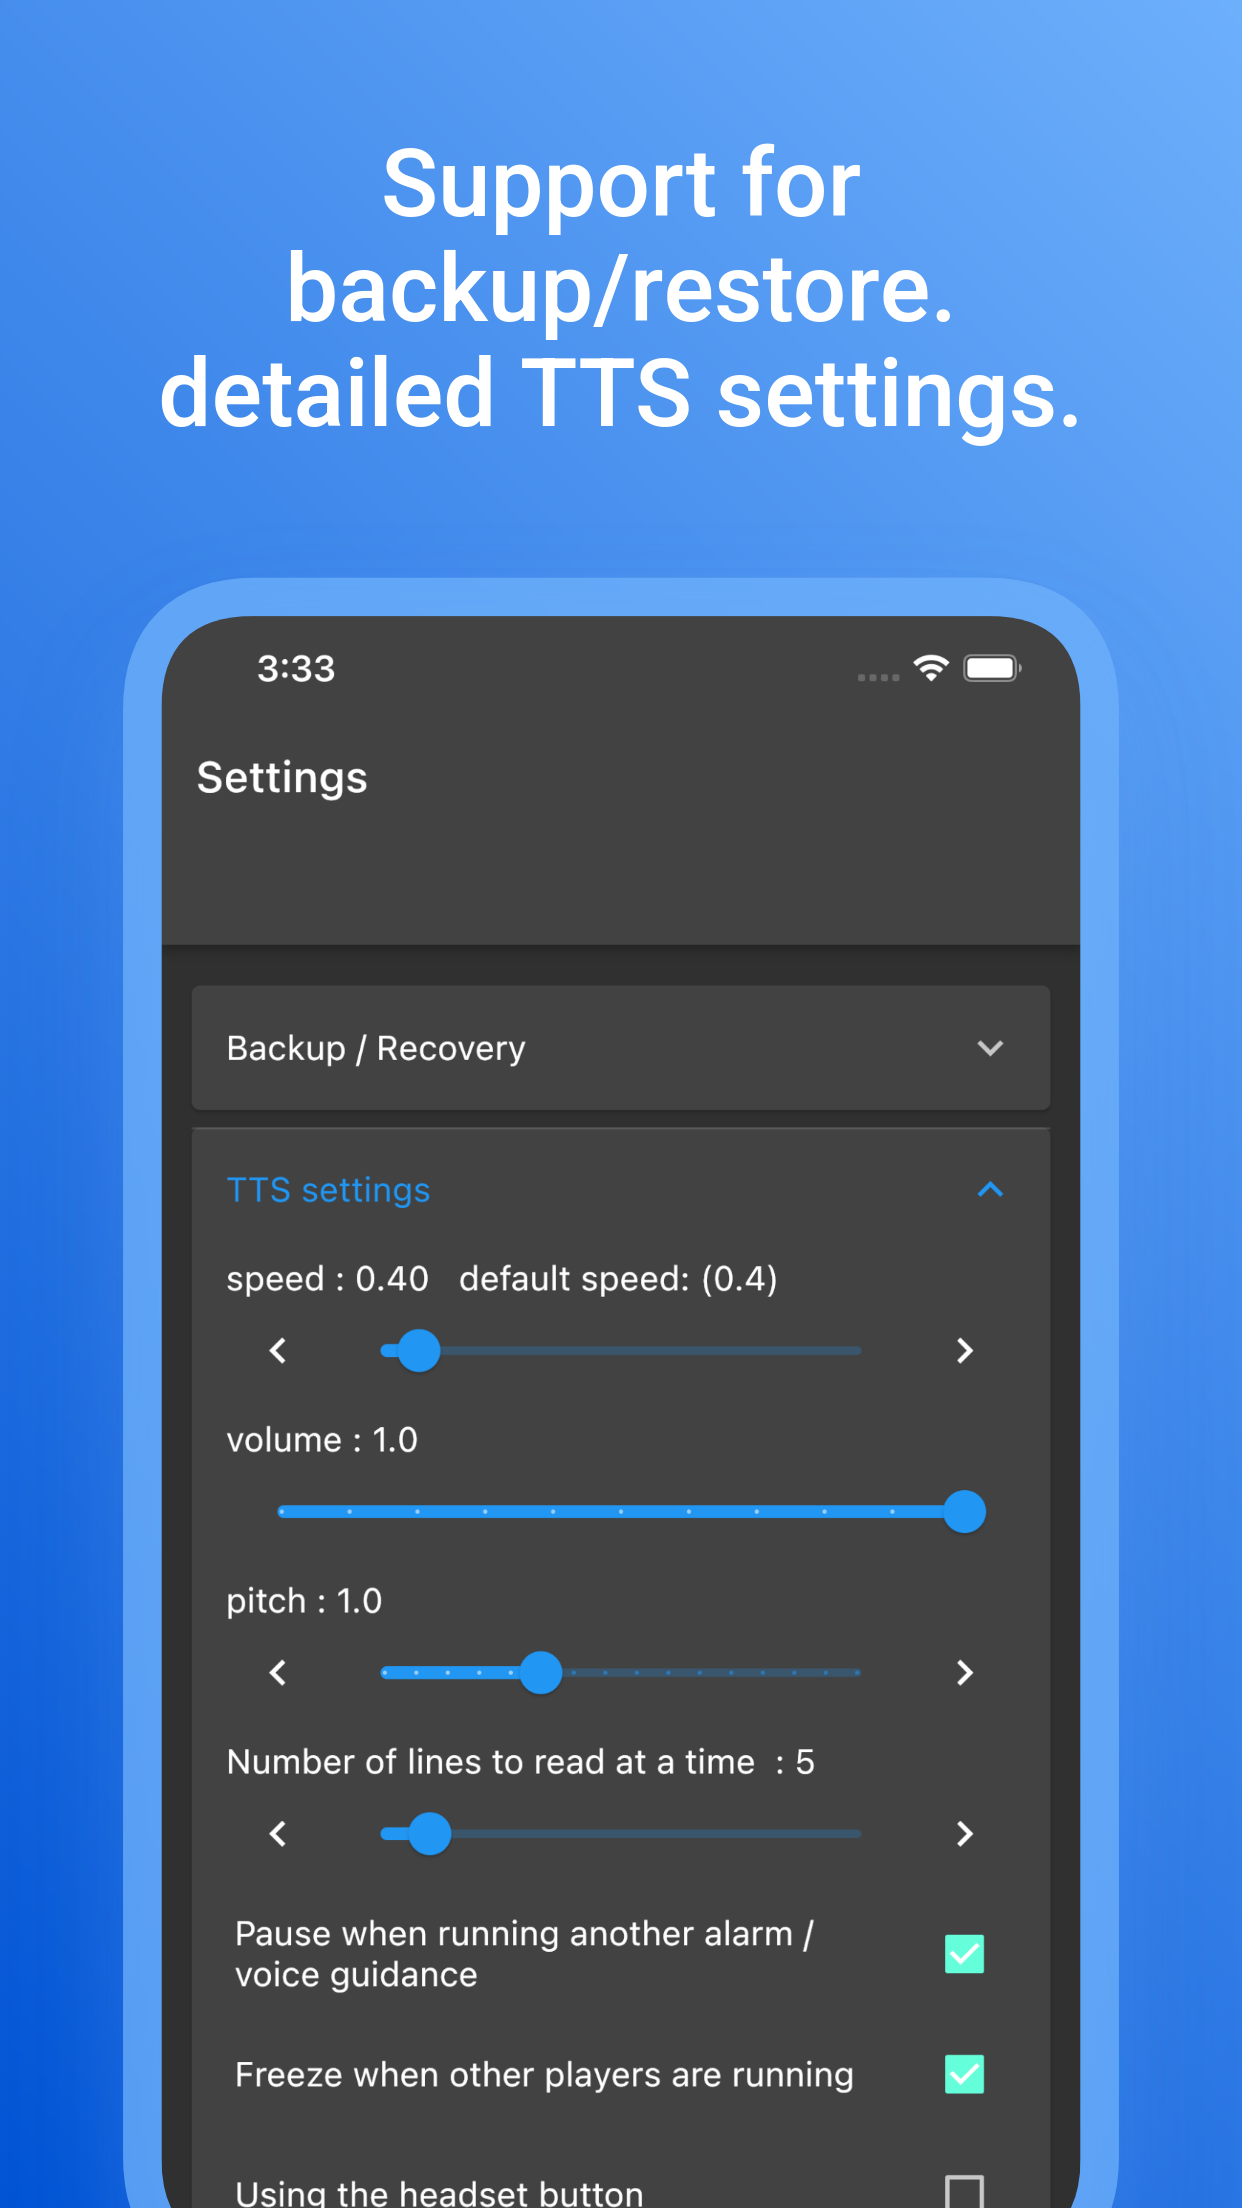 Support for
backup/restore.
detailed TTS settings.
3:33
Settings
Backup / Recovery
TTS settings
speed : 0.40   default speed: (0.4)
volume : 1.0
pitch : 1.0
Number of lines to read at a time  : 5
Pause when running another alarm /
voice guidance
Freeze when other players are running
Using the headset button